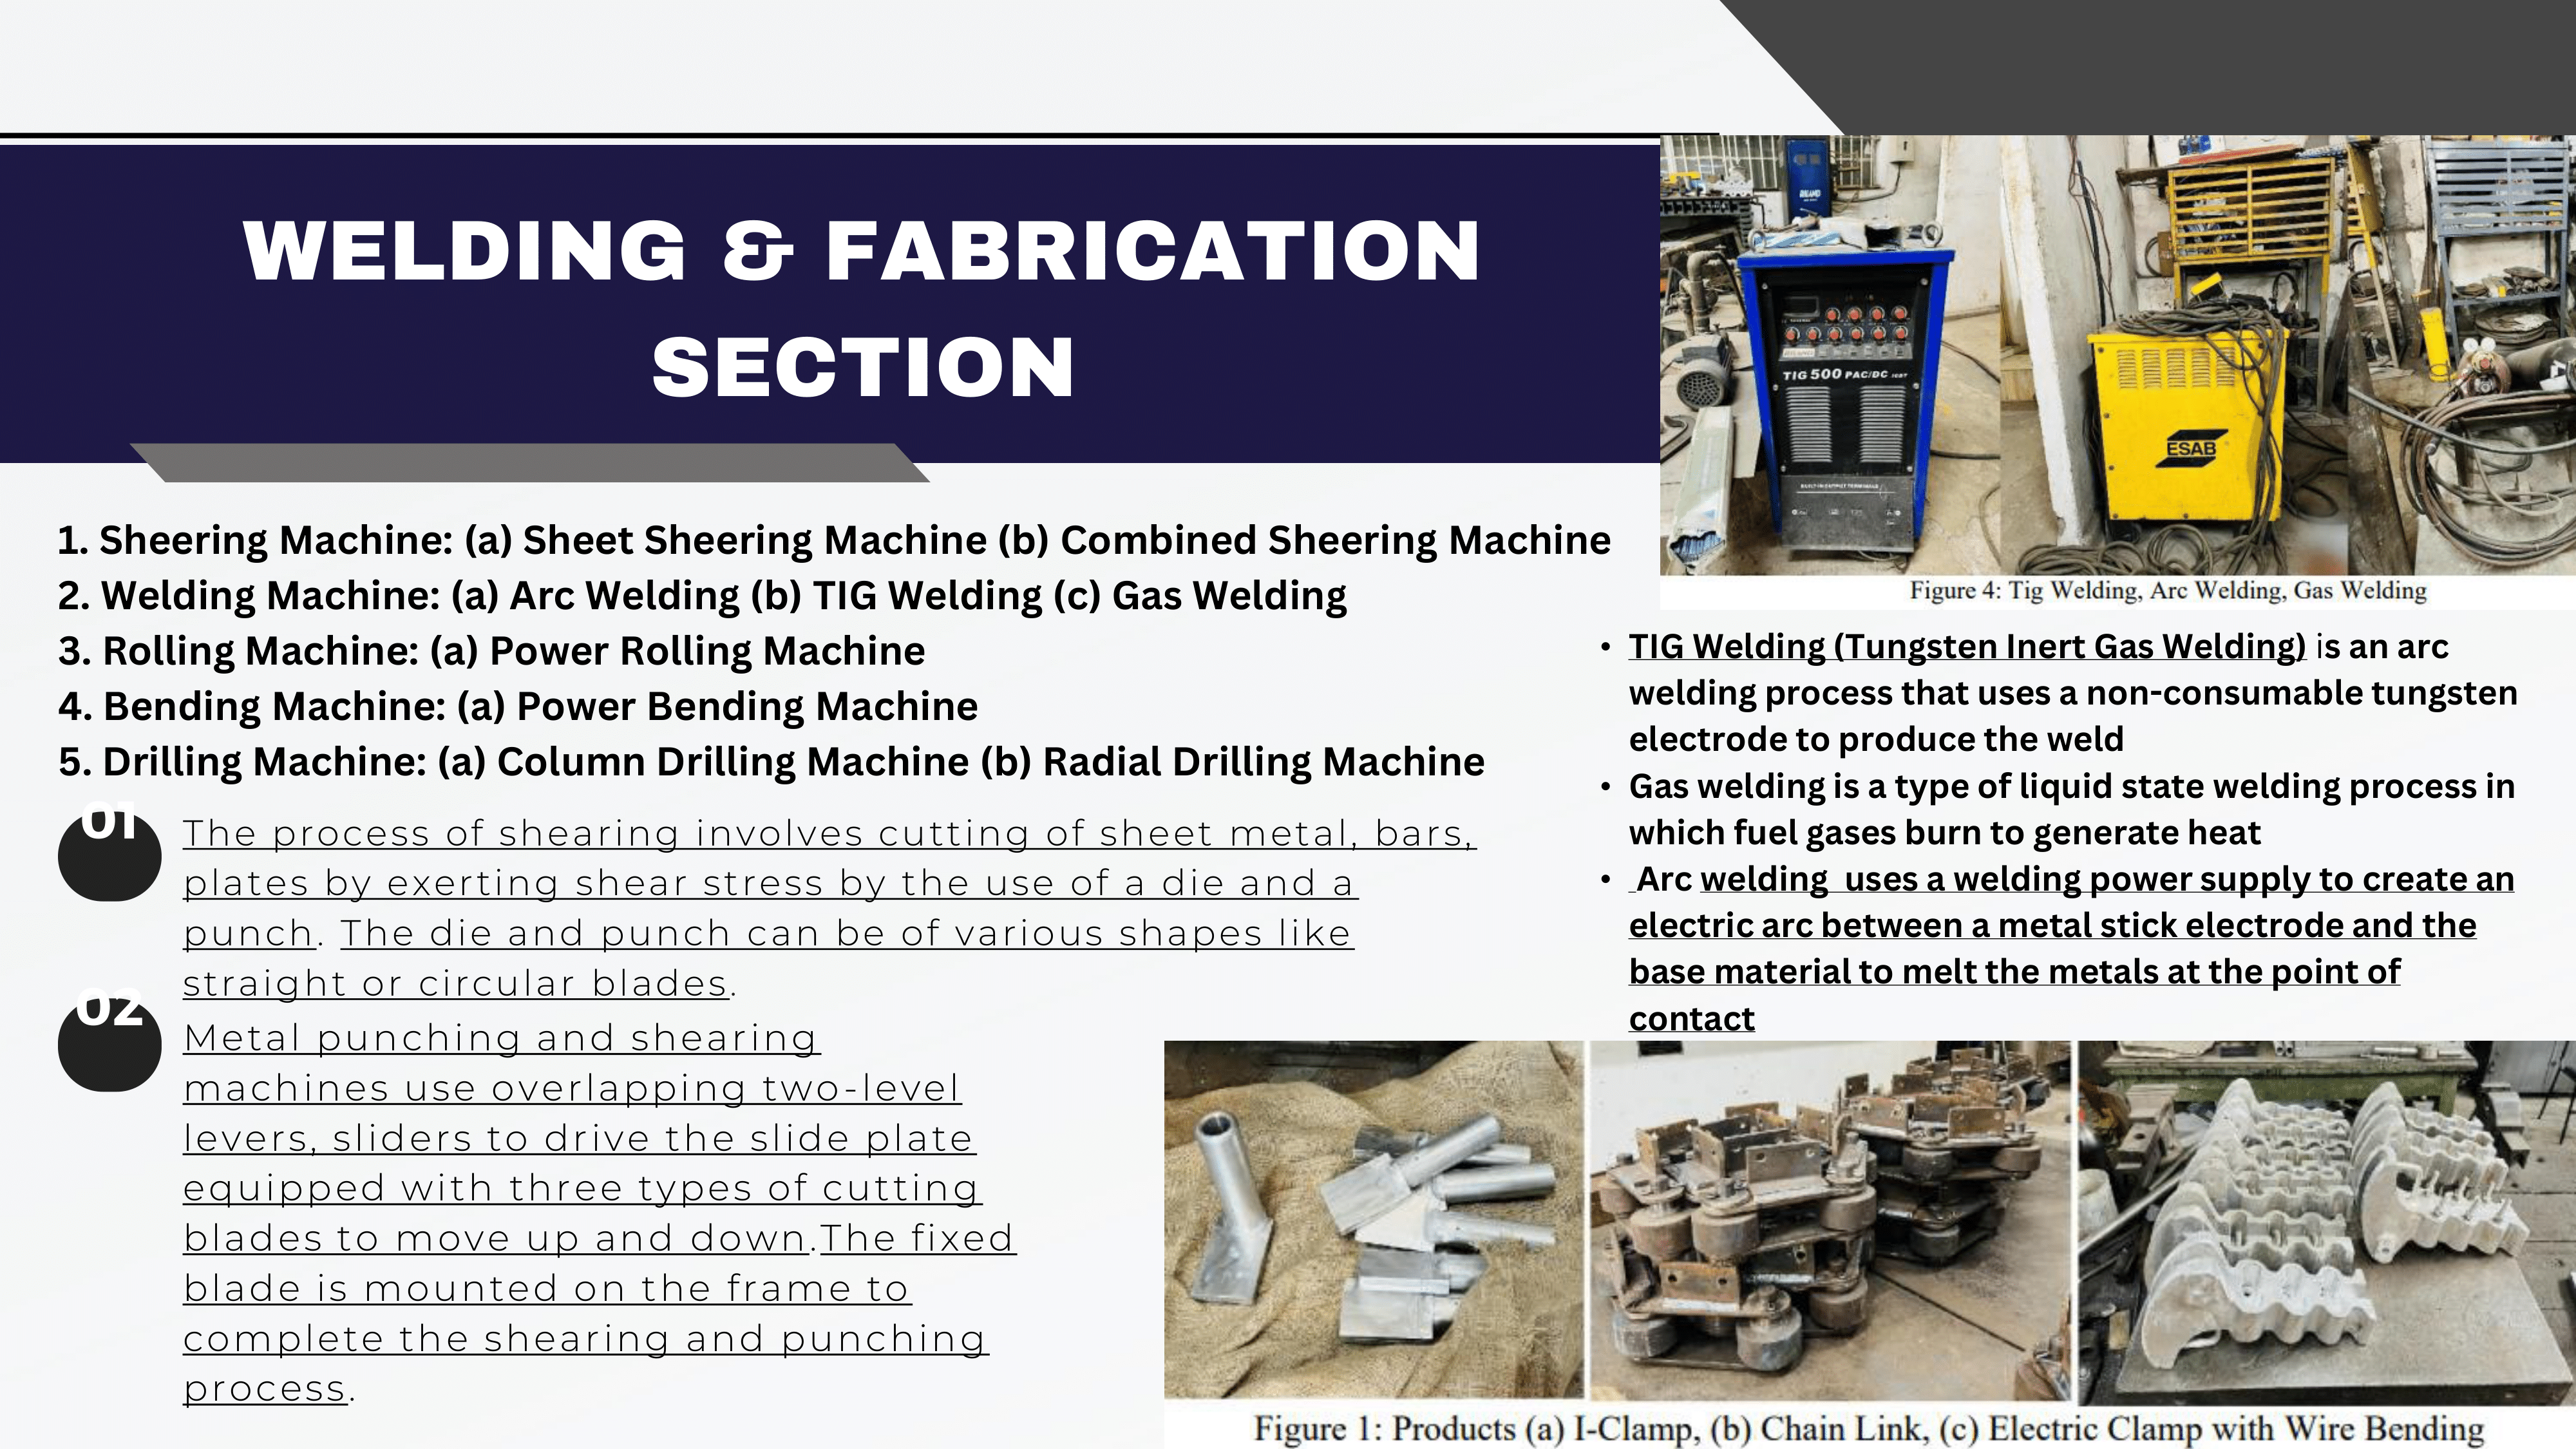 WELDING & FABRICATION
SECTION
1. Sheering Machine: (a) Sheet Sheering Machine (b) Combined Sheering Machine
2. Welding Machine: (a) Arc Welding (b) TIG Welding (c) Gas Welding
3. Rolling Machine: (a) Power Rolling Machine
4. Bending Machine: (a) Power Bending Machine
5. Drilling Machine: (a) Column Drilling Machine (b) Radial Drilling Machine
01
The process of shearing involves cutting of sheet metal, bars,
plates by exerting shear stress by the use of a die and a
punch. The die and punch can be of various shapes like
straight or circular blades.
02
Metal punching and shearing
machines use overlapping two-level
levers, sliders to drive the slide plate
equipped with three types of cutting
blades to move up and down.The fixed
blade is mounted on the frame to
complete the shearing and punching
process.
TIG 500 PAC/DC IGBT
ESAB
Figure 4: Tig Welding, Arc Welding, Gas Welding
• TIG Welding (Tungsten Inert Gas Welding) is an arc
welding process that uses a non-consumable tungsten
electrode to produce the weld
• Gas welding is a type of liquid state welding process in
which fuel gases burn to generate heat
• Arc welding uses a welding power supply to create an
electric arc between a metal stick electrode and the
base material to melt the metals at the point of
contact
Figure 1: Products (a) I-Clamp, (b) Chain Link, (c) Electric Clamp with Wire Bending